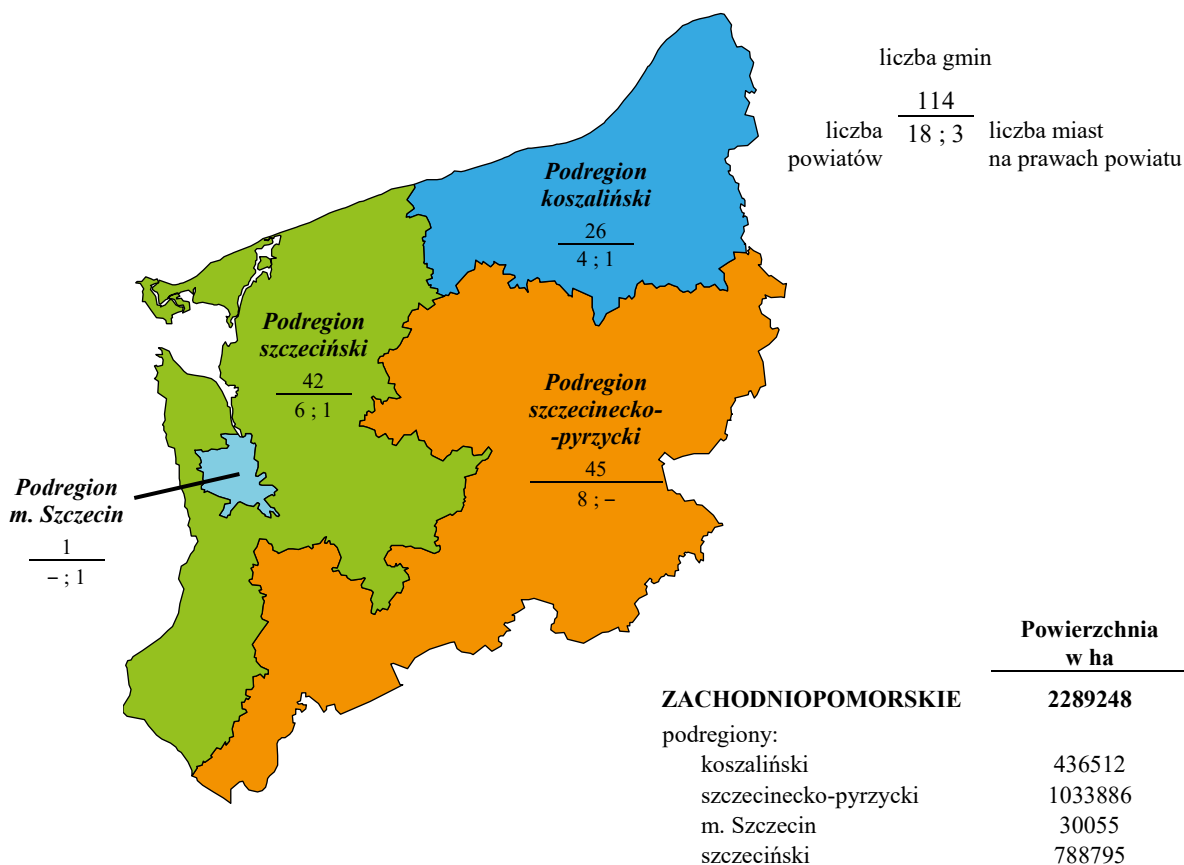 liczba gmin
114
liczba powiatów
18 ; 3
liczba miast
na prawach powiatu
Podregion
koszaliński
26
4 ; 1
Podregion
szczeciński
42
6 ; 1
Podregion
szczecinecko-
-pyrzycki
45
8 ; –
Podregion
m. Szczecin
1
– ; 1
Powierzchnia
w ha
ZACHODNIOPOMORSKIE 2289248
podregiony:
koszaliński 436512
szczecinecko-pyrzycki 1033886
m. Szczecin 30055
szczeciński 788795